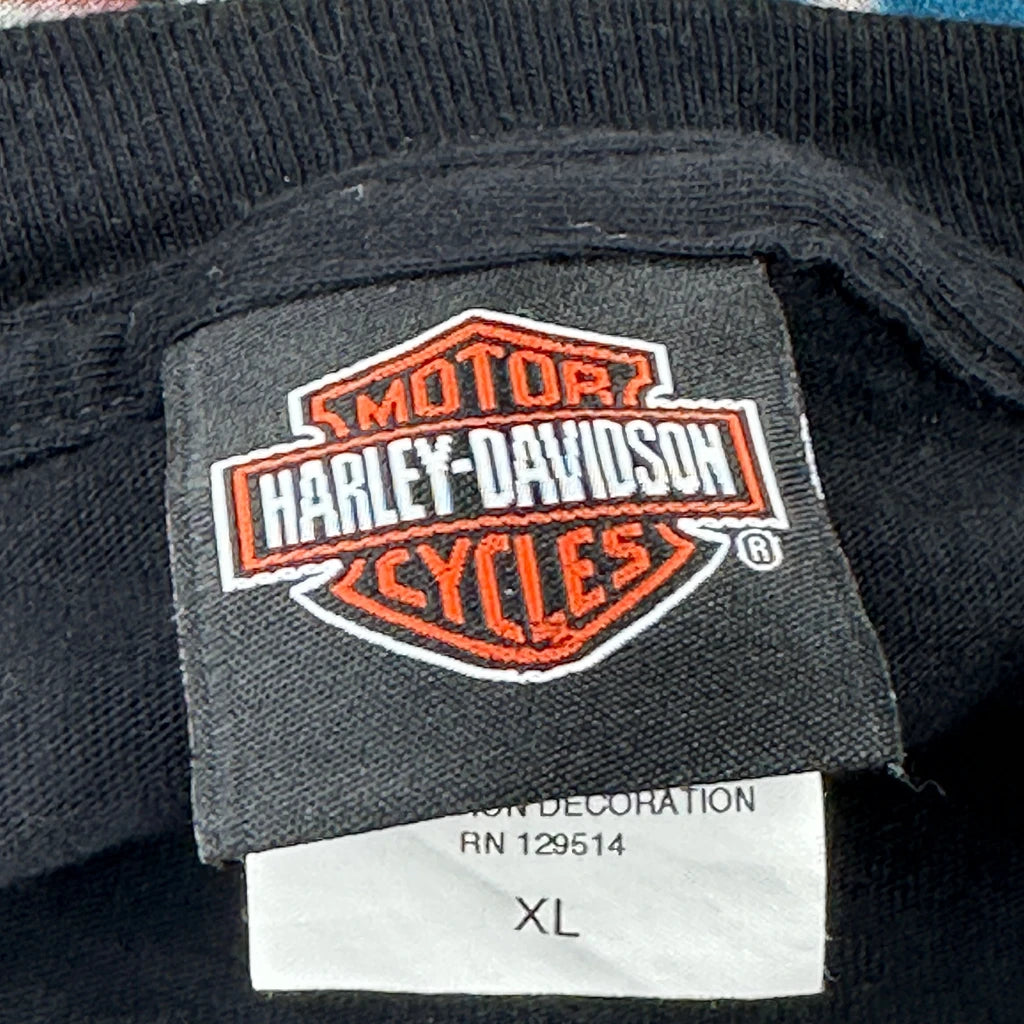 MOTOR
HARLEY-DAVIDSON
CYCLES
®
DECORATION
RN 129514
XL